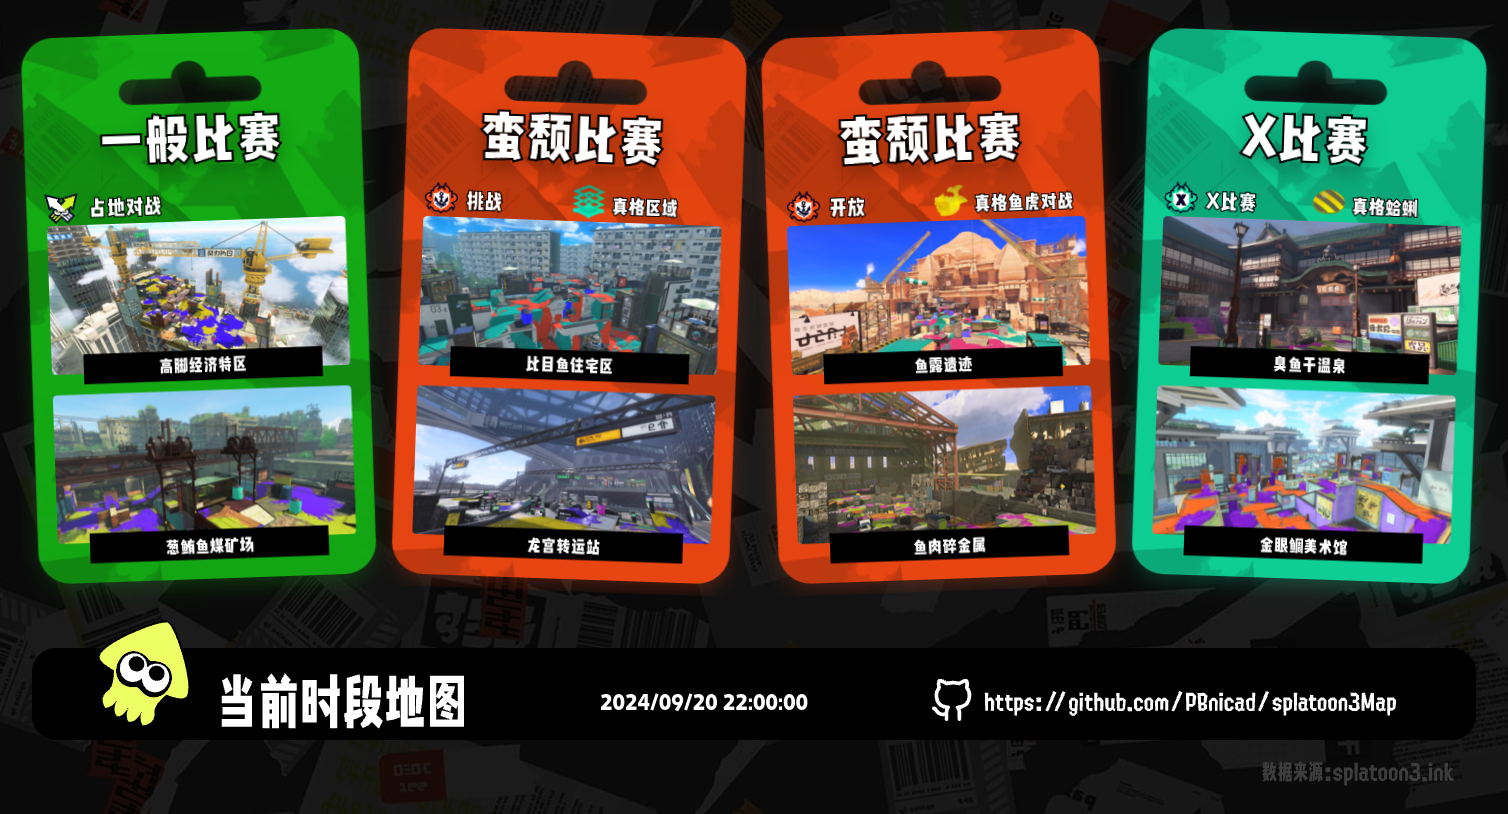 一般比赛
占地对战
高脚经济特区
葱鲔鱼煤矿场
蛮颓比赛
挑战
真格区域
比目鱼住宅区
龙宫转运站
蛮颓比赛
开放
真格鱼虎对战
鱼露遗迹
鱼肉碎金属
X比赛
X比赛
真格蛤蜊
臭鱼干温泉
金眼鲷美术馆
当前时段地图
2024/09/20 22:00:00
https://github.com/PBnicad/splatoon3Map
数据来源:splatoon3.ink